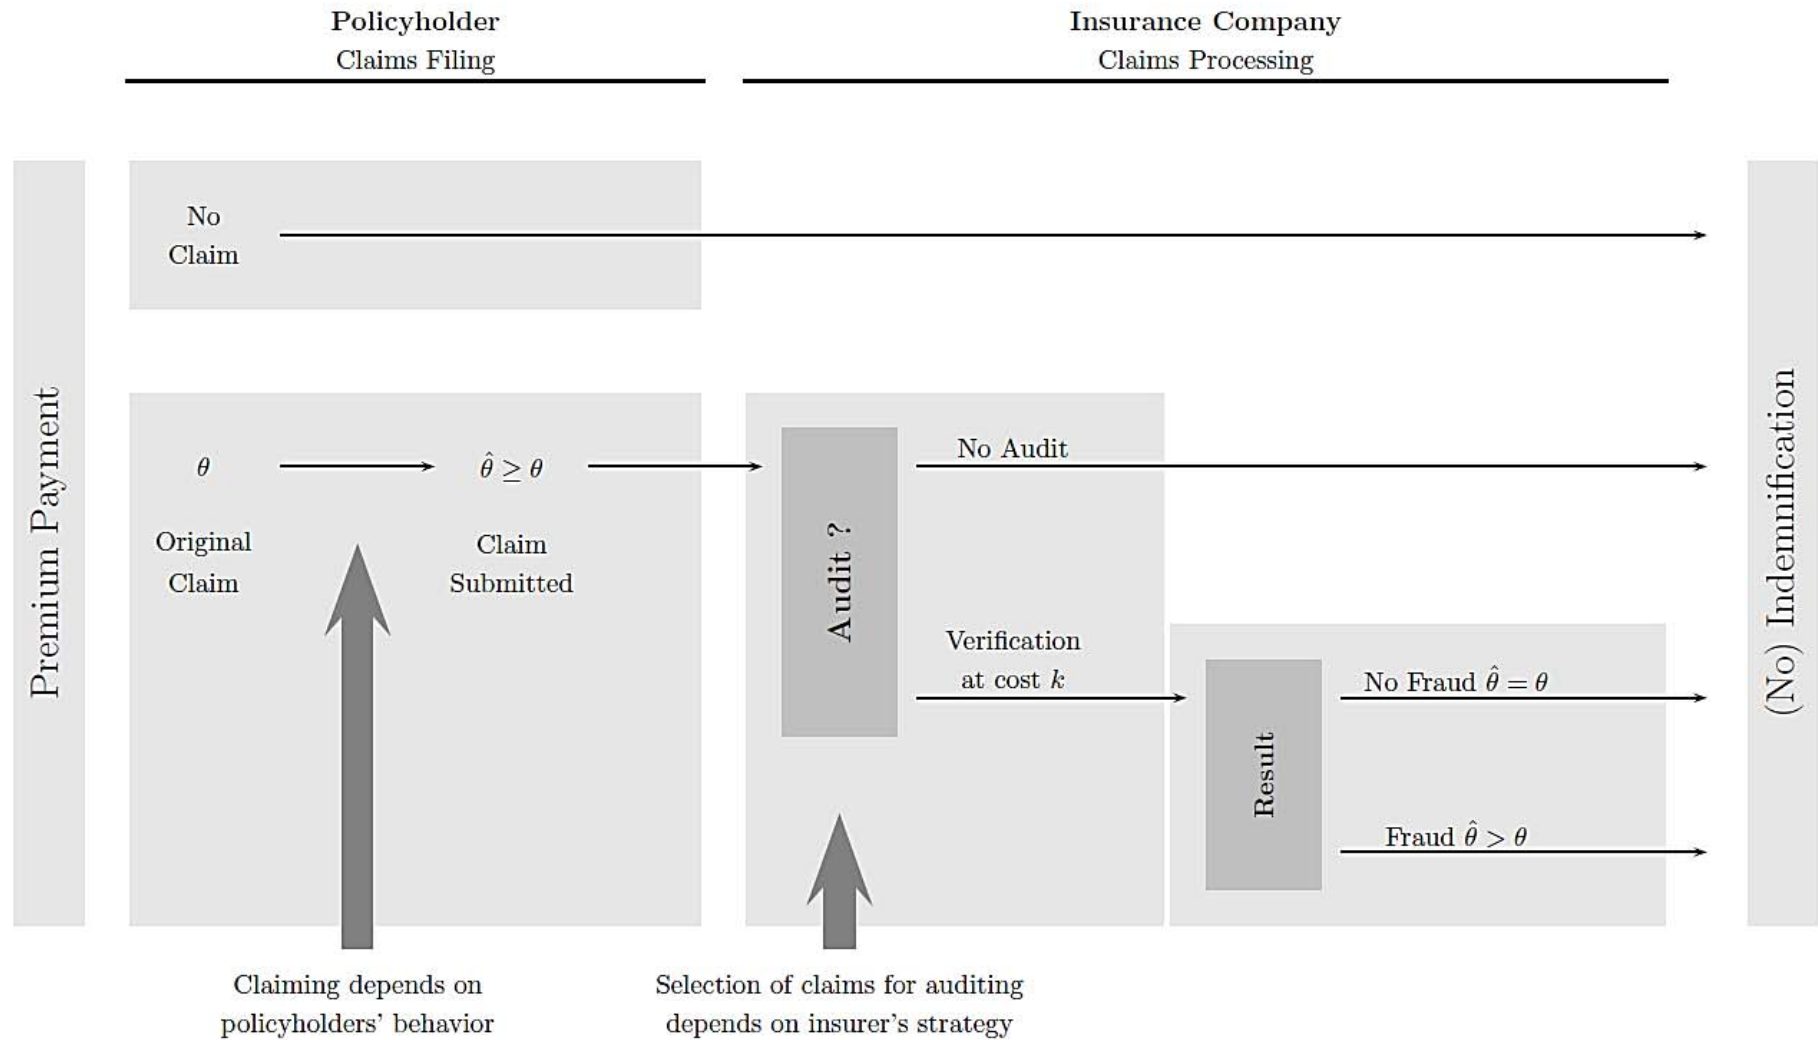 Policyholder
Claims Filing
Insurance Company
Claims Processing
Premium Payment
No
Claim
θ
θ̂ ≥ θ
Original
Claim
Claim
Submitted
Audit ?
No Audit
Verification
at cost k
Result
No Fraud θ̂ = θ
Fraud θ̂ > θ
(No) Indemnification
Claiming depends on
policyholders' behavior
Selection of claims for auditing
depends on insurer's strategy